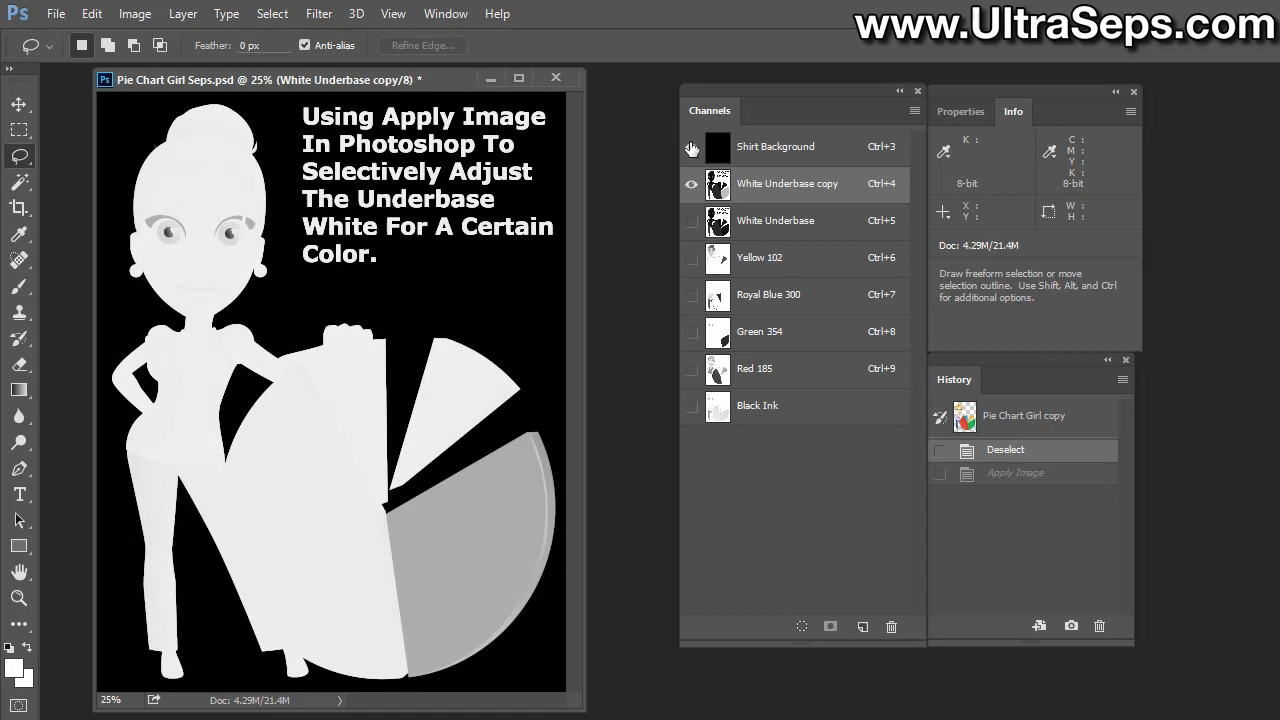 Ps File Edit Image Layer Type Select Filter 3D View Window Help
www.UltraSeps.com
Feather: 0 px Anti-alias Refine Edge...
Ps Pie Chart Girl Seps.psd @ 25% (White Underbase copy/8) *
Using Apply Image
In Photoshop To
Selectively Adjust
The Underbase
White For A Certain
Color.
25% Doc: 4.29M/21.4M
Channels
Shirt Background Ctrl+3
White Underbase copy Ctrl+4
White Underbase Ctrl+5
Yellow 102 Ctrl+6
Royal Blue 300 Ctrl+7
Green 354 Ctrl+8
Red 185 Ctrl+9
Black Ink
Properties Info
K : C :
M :
Y :
K :
8-bit 8-bit
X : W :
Y : H :
Doc: 4.29M/21.4M
Draw freeform selection or move
selection outline. Use Shift, Alt, and Ctrl
for additional options.
History
Pie Chart Girl copy
Deselect
Apply Image